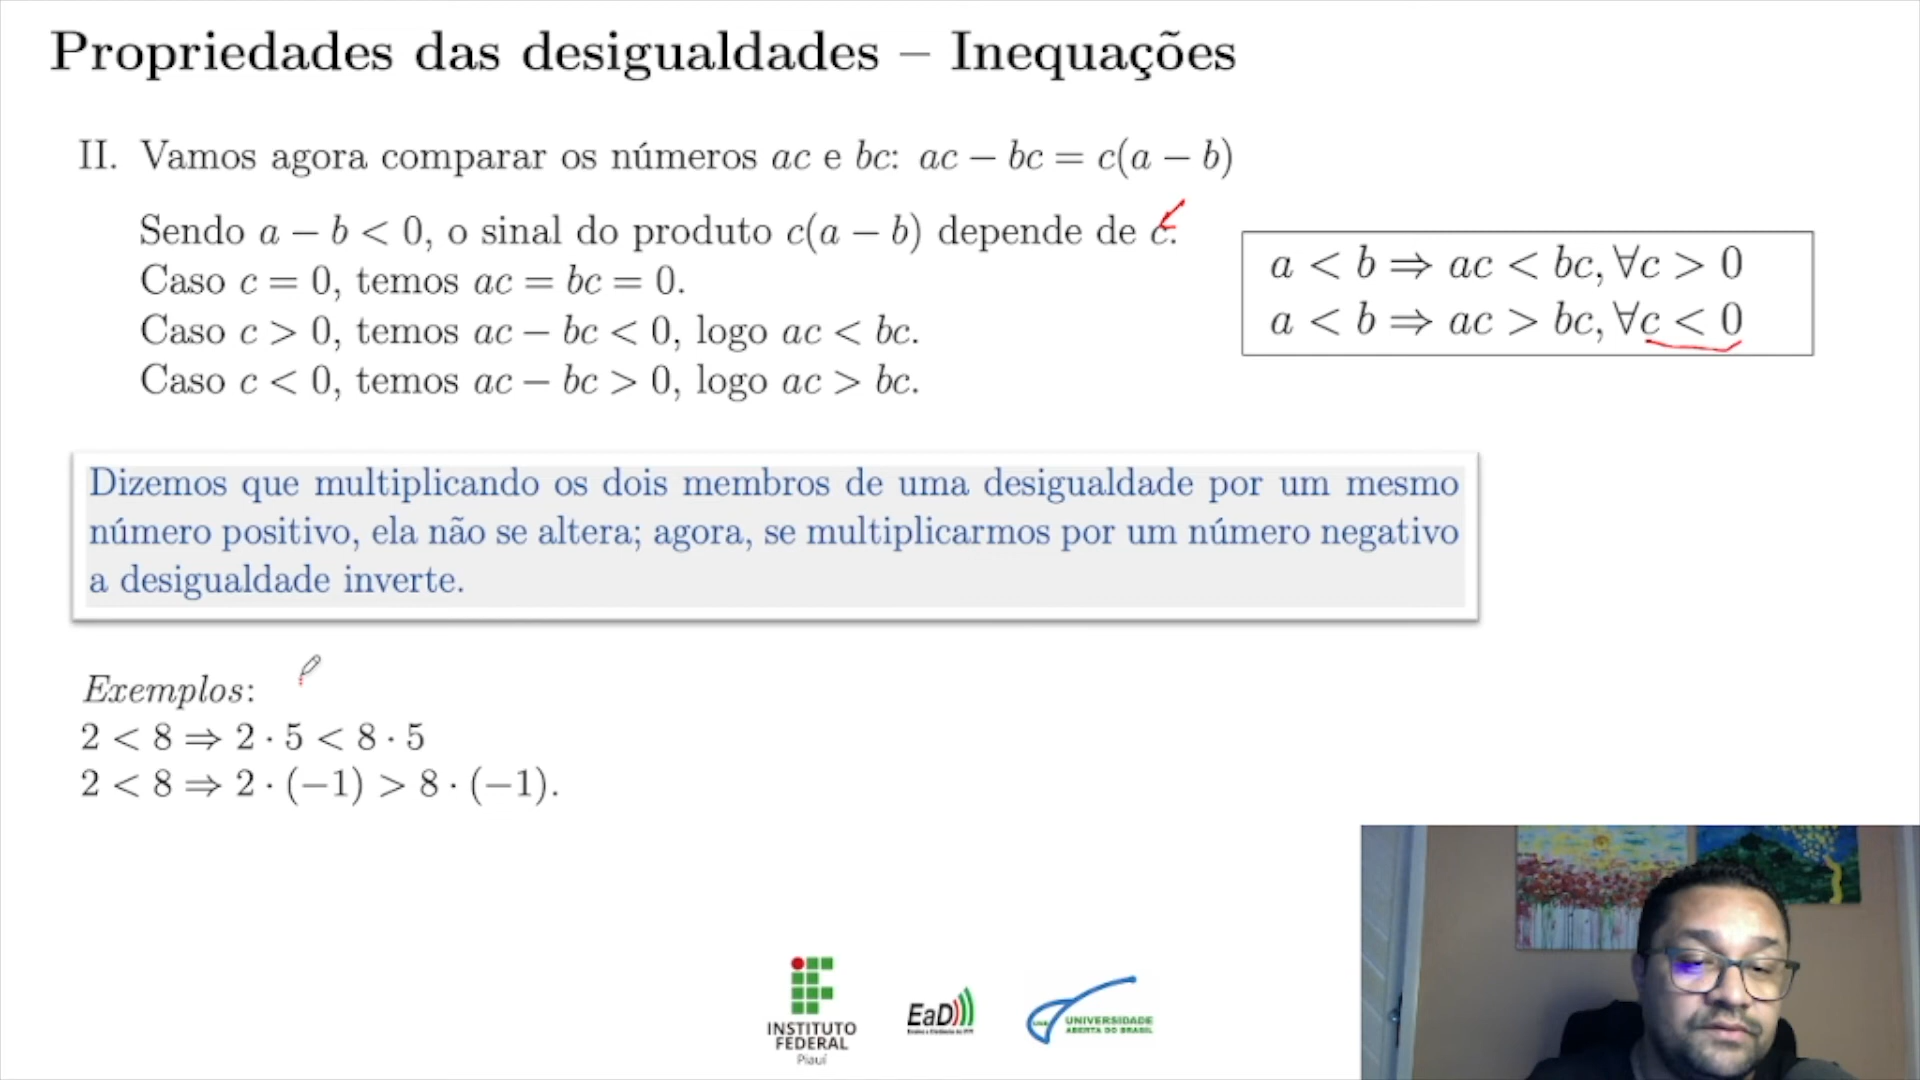 Propriedades das desigualdades – Inequações
II. Vamos agora comparar os números ac e bc: ac − bc = c(a − b)
Sendo a − b < 0, o sinal do produto c(a − b) depende de c.
Caso c = 0, temos ac = bc = 0.
Caso c > 0, temos ac − bc < 0, logo ac < bc.
Caso c < 0, temos ac − bc > 0, logo ac > bc.
a < b ⇒ ac < bc, ∀c > 0
a < b ⇒ ac > bc, ∀c < 0
Dizemos que multiplicando os dois membros de uma desigualdade por um mesmo
número positivo, ela não se altera; agora, se multiplicarmos por um número negativo
a desigualdade inverte.
Exemplos:
2 < 8 ⇒ 2 · 5 < 8 · 5
2 < 8 ⇒ 2 · (−1) > 8 · (−1).
INSTITUTO
FEDERAL
Piauí
EaD
UNIVERSIDADE
ABERTA DO BRASIL